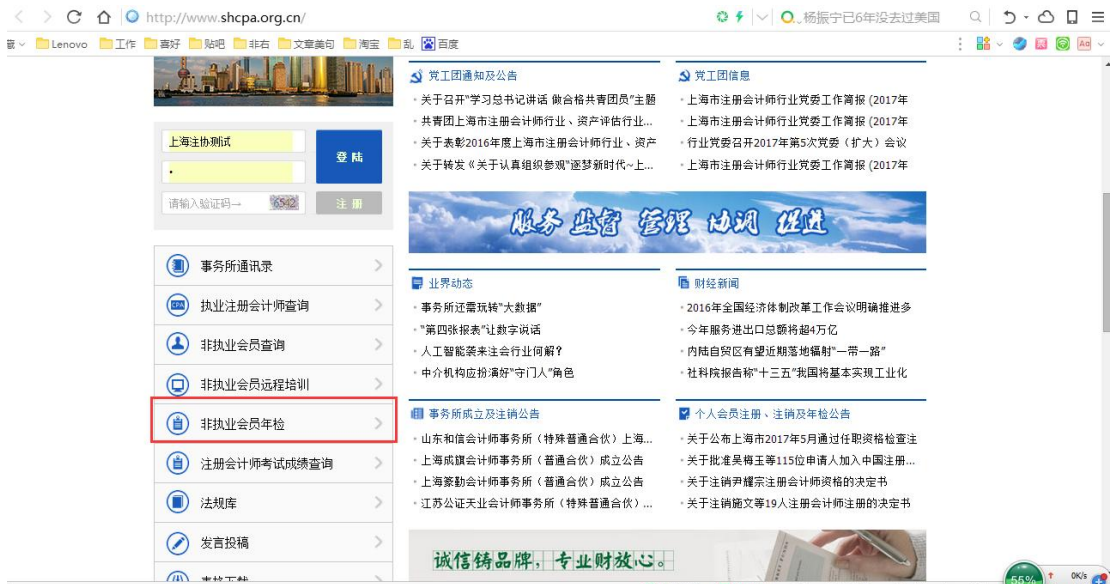 http://www.shcpa.org.cn/
杨振宁已6年没去过美国
Lenovo 工作 喜好 贴吧 非右 文章美句 淘宝 乱 百度
上海注协测试
登 陆
请输入验证码→ 6542 注 册
事务所通讯录
执业注册会计师查询
非执业会员查询
非执业会员远程培训
非执业会员年检
注册会计师考试成绩查询
法规库
发言投稿
党工团通知及公告
关于召开“学习总书记讲话 做合格共青团员”主题
共青团上海市注册会计师行业、资产评估行业...
关于表彰2016年度上海市注册会计师行业、资产
关于转发《关于认真组织参观“逐梦新时代~上...
党工团信息
上海市注册会计师行业党委工作简报 (2017年
上海市注册会计师行业党委工作简报 (2017年
行业党委召开2017年第5次党委（扩大）会议
上海市注册会计师行业党委工作简报 (2017年
服务 监督 管理 协调 促进
业界动态
事务所还需玩转“大数据”
“第四张报表”让数字说话
人工智能袭来注会行业何解?
中介机构应扮演好“守门人”角色
财经新闻
2016年全国经济体制改革工作会议明确推进多
今年服务进出口总额将超4万亿
内陆自贸区有望近期落地辐射“一带一路”
社科院报告称“十三五”我国将基本实现工业化
事务所成立及注销公告
山东和信会计师事务所（特殊普通合伙）上海...
上海成旗会计师事务所（普通合伙）成立公告
上海篆勤会计师事务所（普通合伙）成立公告
江苏公证天业会计师事务所（特殊普通合伙）...
个人会员注册、注销及年检公告
关于公布上海市2017年5月通过任职资格检查注
关于批准吴梅玉等115位申请人加入中国注册...
关于注销尹耀宗注册会计师资格的决定书
关于注销施文等19人注册会计师注册的决定书
诚信铸品牌，专业财放心。
55%
0K/s